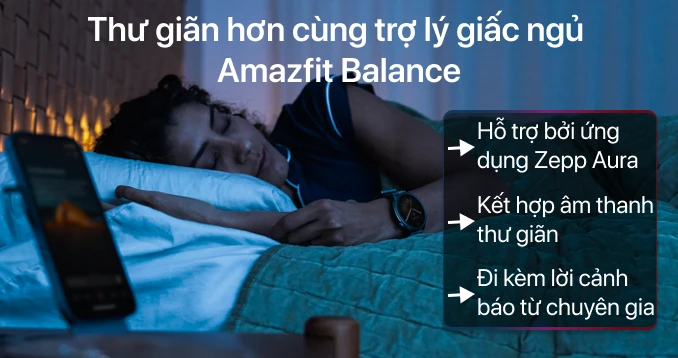 Thư giãn hơn cùng trợ lý giấc ngủ
Amazfit Balance
Hỗ trợ bởi ứng
dụng Zepp Aura
Kết hợp âm thanh
thư giãn
Đi kèm lời cảnh
báo từ chuyên gia